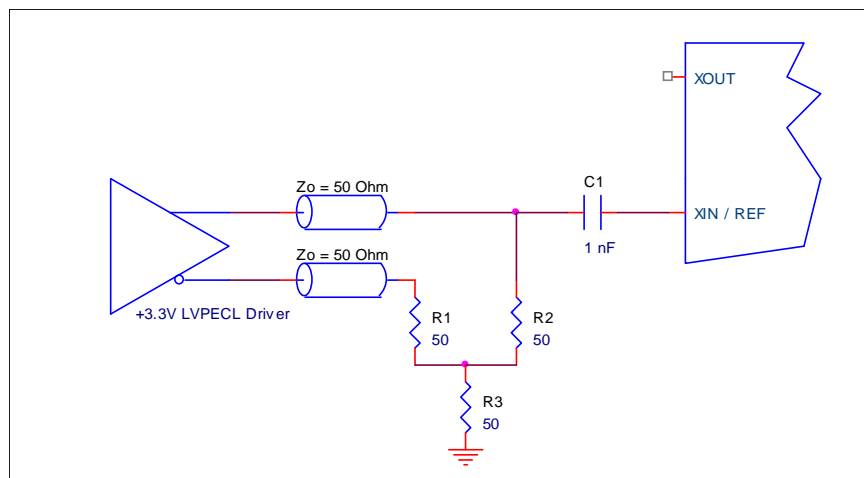 XOUT
Zo = 50 Ohm
C1
XIN / REF
1 nF
Zo = 50 Ohm
+3.3V LVPECL Driver
R1
50
R2
50
R3
50